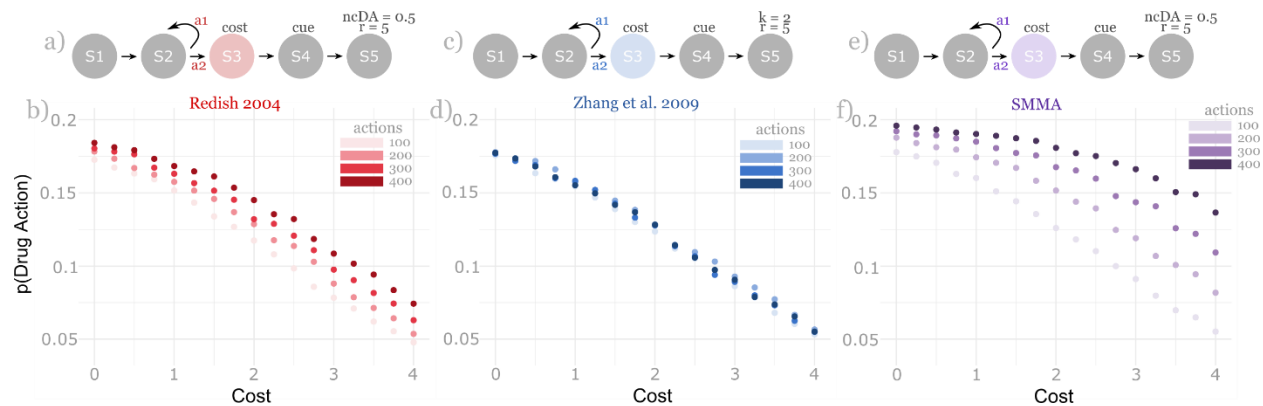 a)
a1
cost
cue
ncDA = 0.5
r = 5
S1
S2
S3
S4
S5
a2
c)
a1
cost
cue
k = 2
r = 5
S1
S2
S3
S4
S5
a2
e)
a1
cost
cue
ncDA = 0.5
r = 5
S1
S2
S3
S4
S5
a2
b)
Redish 2004
p(Drug Action)
0.2
0.15
0.1
0.05
actions
100
200
300
400
0 1 2 3 4
Cost
d)
Zhang et al. 2009
0.2
0.15
0.1
0.05
actions
100
200
300
400
0 1 2 3 4
Cost
f)
SMMA
0.2
0.15
0.1
0.05
actions
100
200
300
400
0 1 2 3 4
Cost